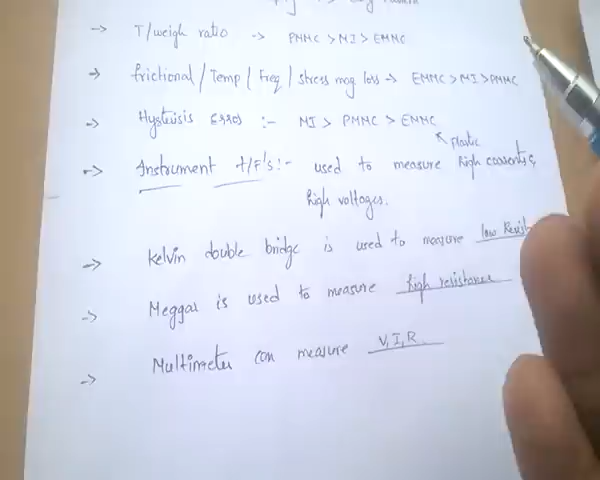 -> T/weigh ratio -> PMMC > MI > EMMC
-> frictional / Temp / Freq / stress mag loss -> EMMC > MI > PMMC
-> Hysterisis Error :- MI > PMMC > EMMC
plastic
-> Instrument t/f's :- used to measure high currents &
high voltages.
-> Kelvin double bridge is used to measure low
-> Meggar is used to measure high resistance
-> Multimeter can measure V, I, R